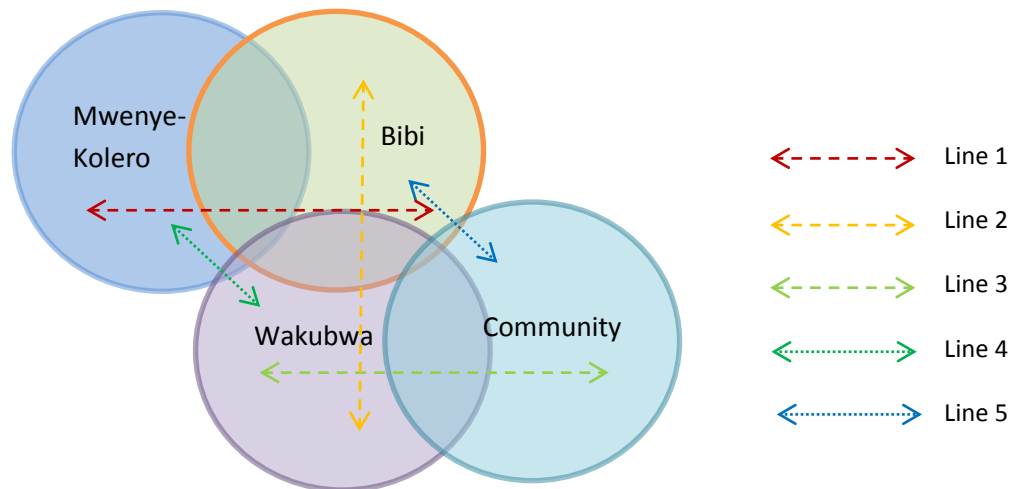 Mwenye-
Kolero
Bibi
Wakubwa
Community
Line 1
Line 2
Line 3
Line 4
Line 5